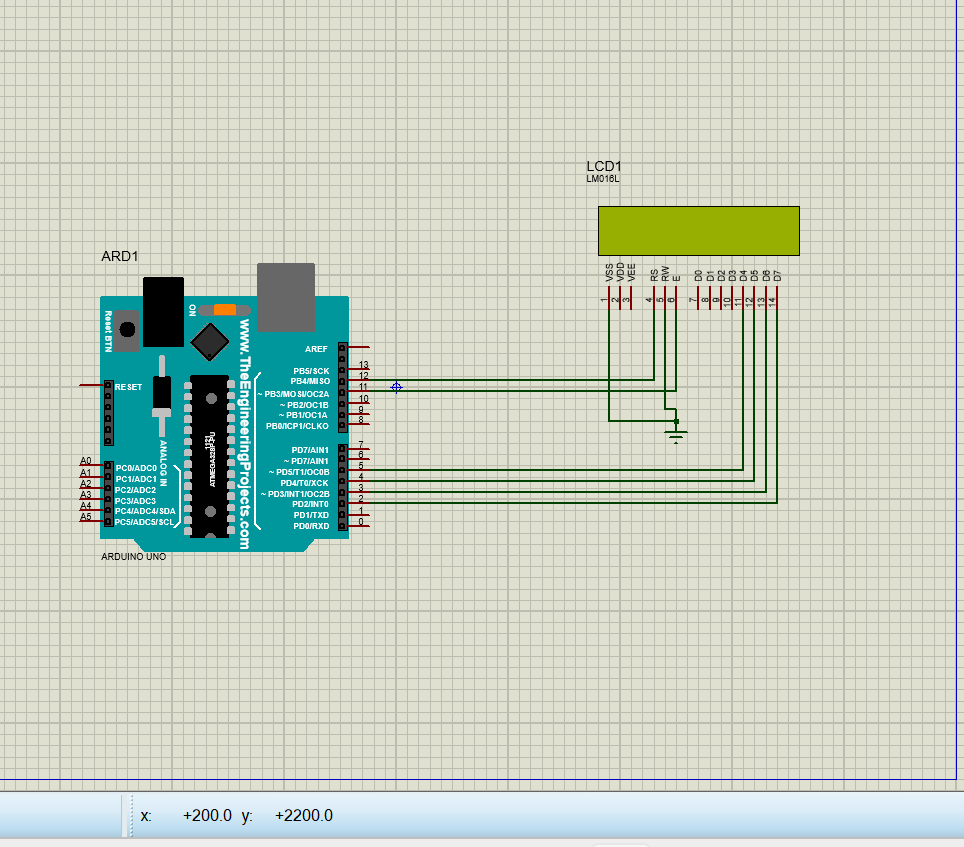 LCD1
LM016L
VSS
VDD
VEE
RS
RW
E
D0
D1
D2
D3
D4
D5
D6
D7
1
2
3
4
5
6
7
8
9
10
11
12
13
14
ARD1
Reset BTN
ON
www.TheEngineeringProjects.com
RESET
ANALOG IN
ATMEGA328P-PU
1121
AREF
PB5/SCK
PB4/MISO
~ PB3/MOSI/OC2A
~ PB2/OC1B
~ PB1/OC1A
PB0/ICP1/CLKO
13
12
11
10
9
8
PD7/AIN1
~ PD7/AIN1
~ PD5/T1/OC0B
PD4/T0/XCK
~ PD3/INT1/OC2B
PD2/INT0
PD1/TXD
PD0/RXD
7
6
5
4
3
2
1
0
A0
A1
A2
A3
A4
A5
PC0/ADC0
PC1/ADC1
PC2/ADC2
PC3/ADC3
PC4/ADC4/SDA
PC5/ADC5/SCL
ARDUINO UNO
x: +200.0 y: +2200.0